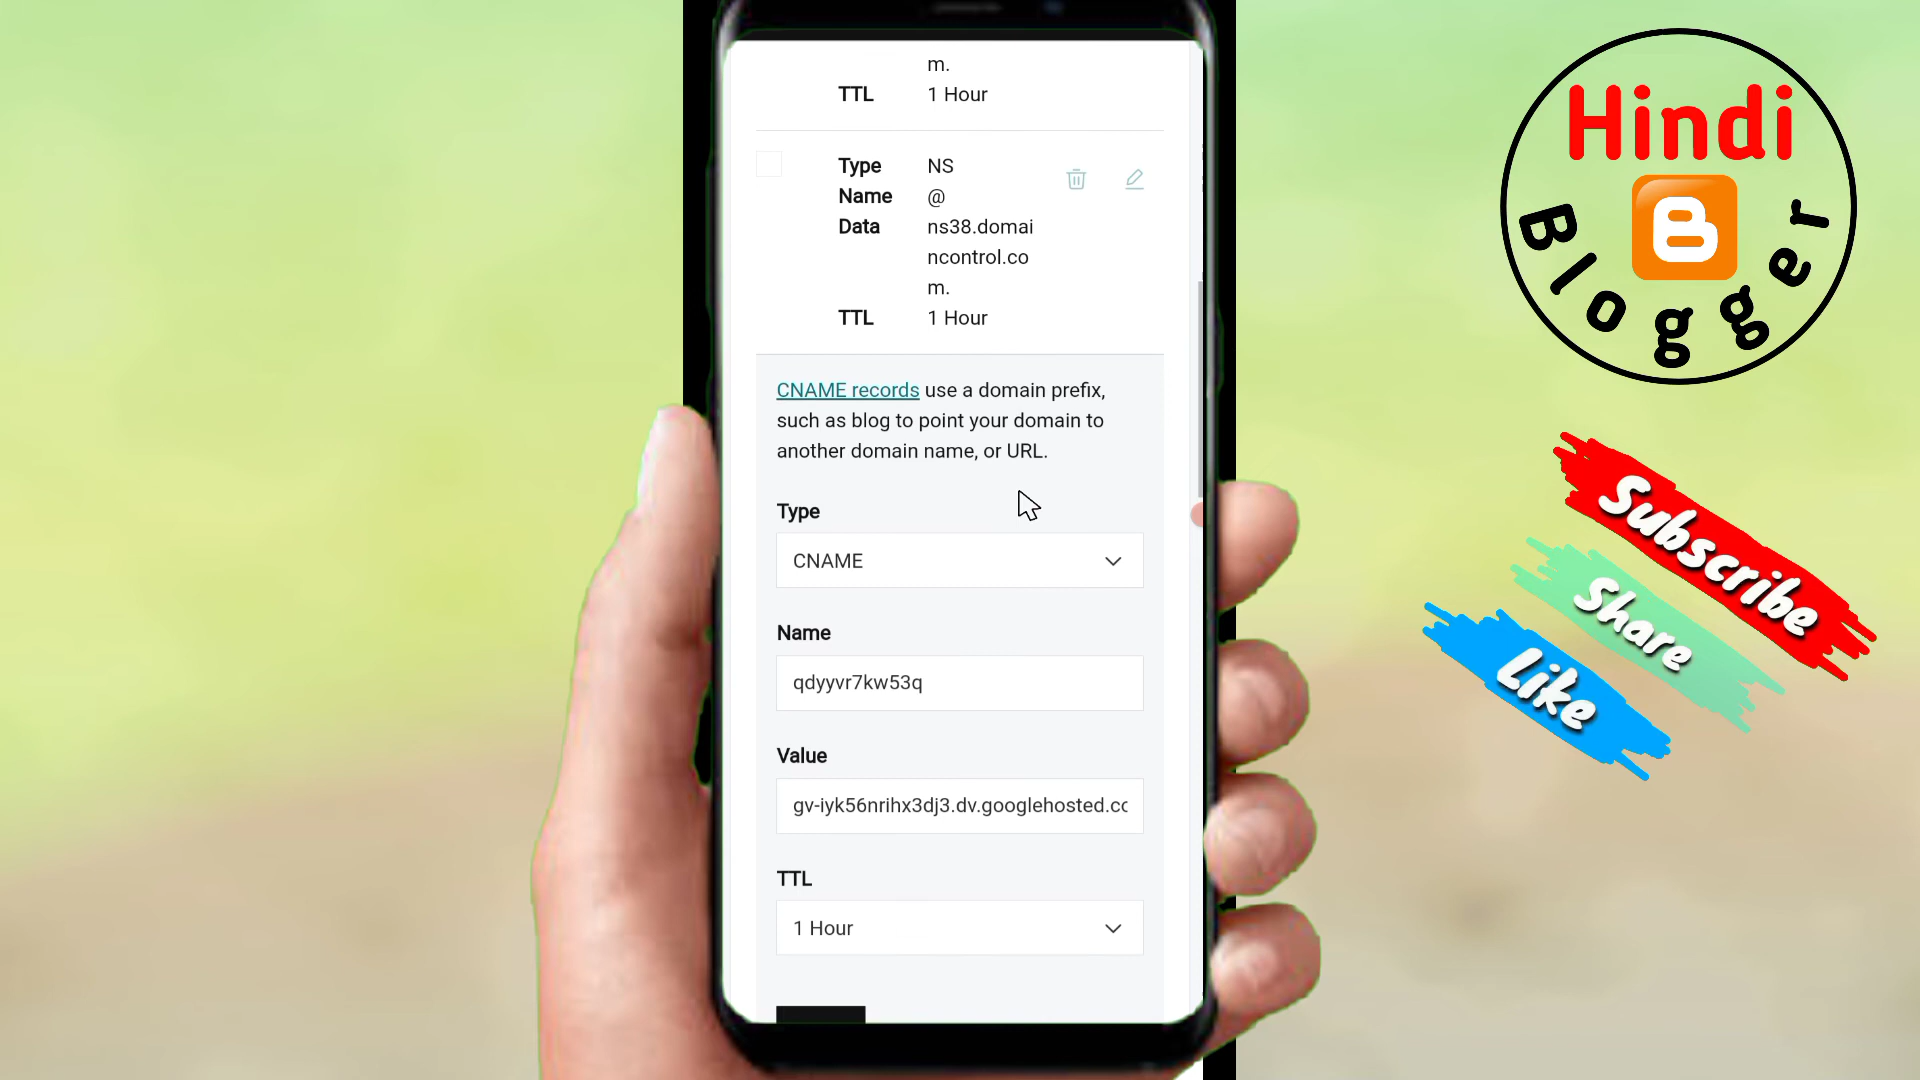 m.
TTL 1 Hour
Type NS
Name @
Data ns38.domai
ncontrol.co
m.
TTL 1 Hour
CNAME records use a domain prefix,
such as blog to point your domain to
another domain name, or URL.
Type
CNAME
Name
qdyyvr7kw53q
Value
gv-iyk56nrihx3dj3.dv.googlehosted.cc
TTL
1 Hour
Hindi
B
Blogger
Subscribe
Share
Like